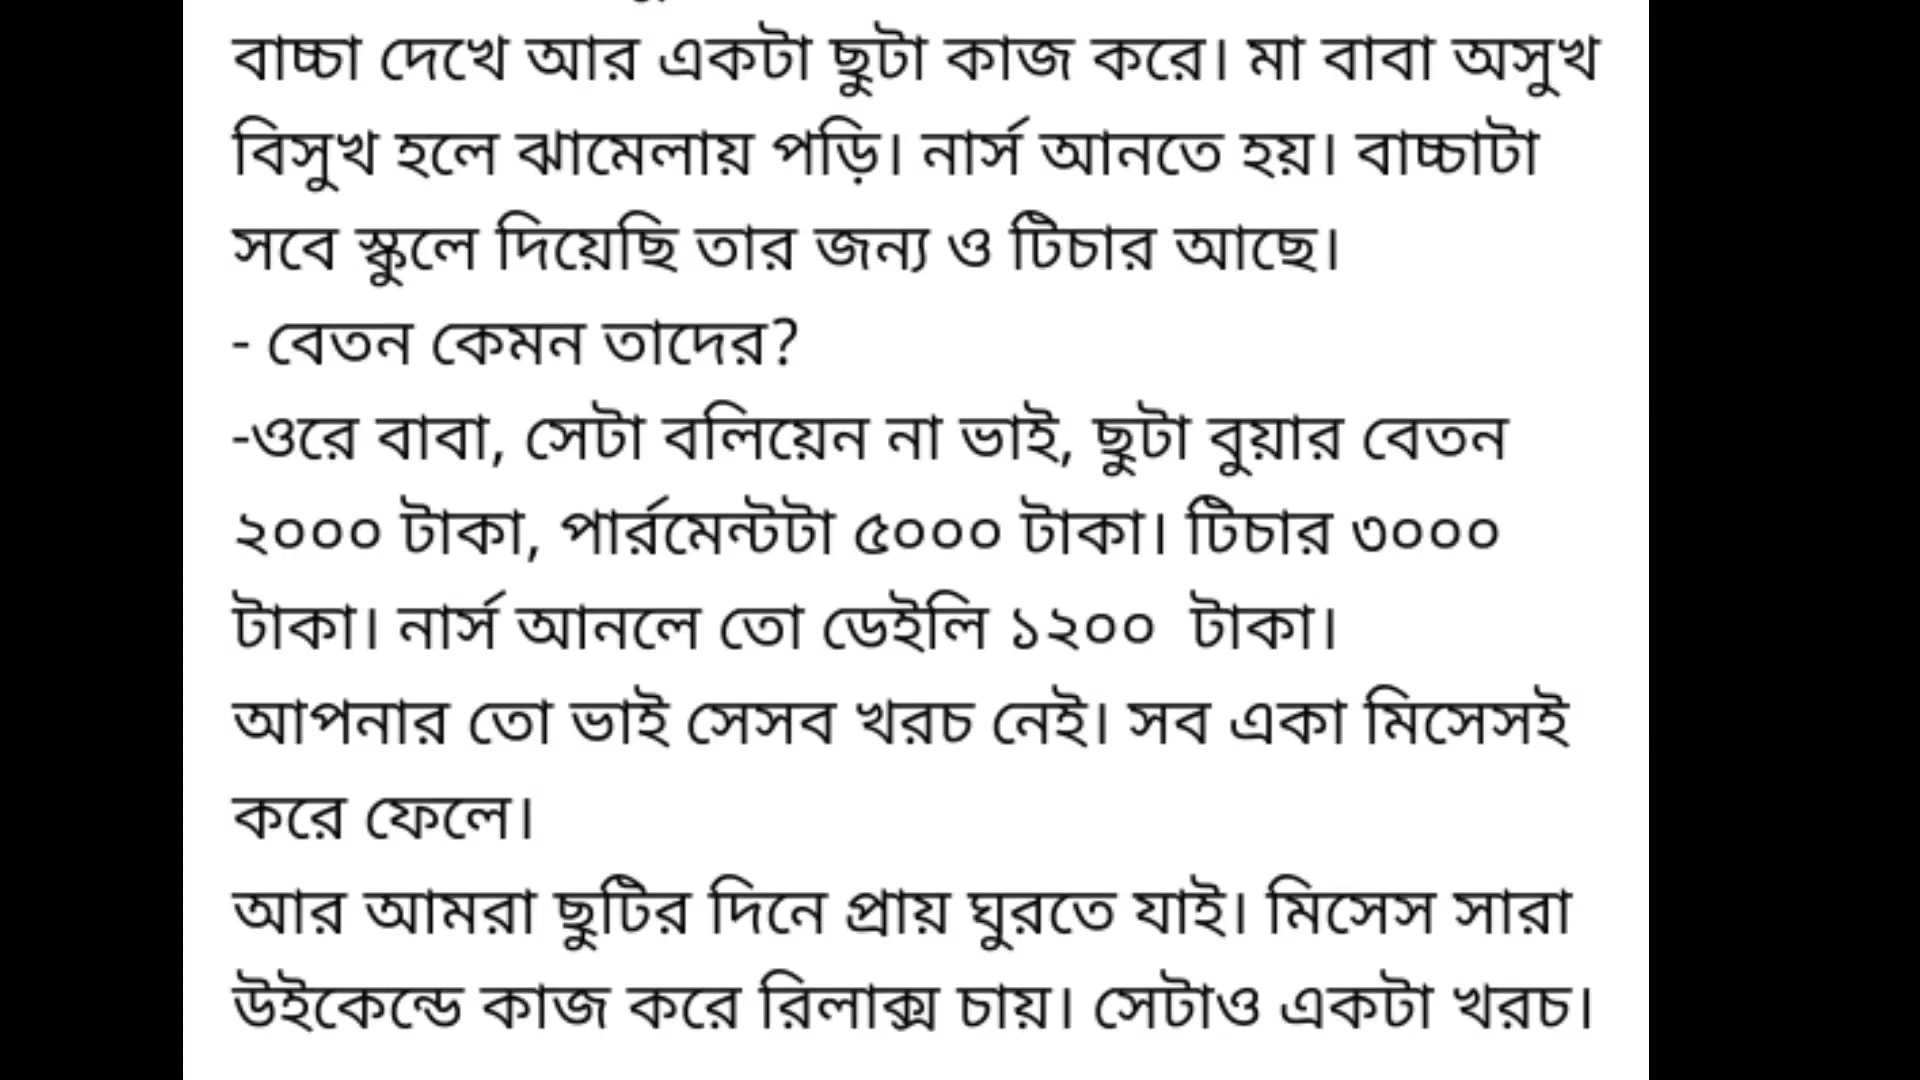 বাচ্চা দেখে আর একটা ছুটা কাজ করে। মা বাবা অসুখ
বিসুখ হলে ঝামেলায় পড়ি। নার্স আনতে হয়। বাচ্চাটা
সবে স্কুলে দিয়েছি তার জন্য ও টিচার আছে।
- বেতন কেমন তাদের?
-ওরে বাবা, সেটা বলিয়েন না ভাই, ছুটা বুয়ার বেতন
২০০০ টাকা, পার্রমেন্টটা ৫০০০ টাকা। টিচার ৩০০০
টাকা। নার্স আনলে তো ডেইলি ১২০০  টাকা।
আপনার তো ভাই সেসব খরচ নেই। সব একা মিসেসই
করে ফেলে।
আর আমরা ছুটির দিনে প্রায় ঘুরতে যাই। মিসেস সারা
উইকেন্ডে কাজ করে রিলাক্স চায়। সেটাও একটা খরচ।